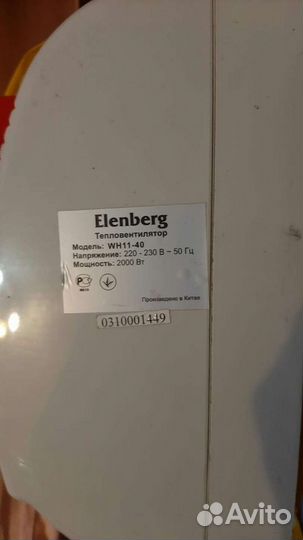 Elenberg
Тепловентилятор
Модель: WH11-40
Напряжение: 220 - 230 В ~ 50 Гц
Мощность: 2000 Вт
Произведено в Китае
0310001449
Avito